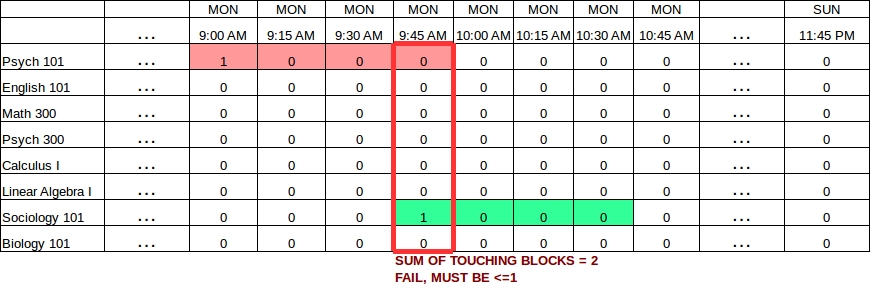 MON MON MON MON MON MON MON MON SUN
... 9:00 AM 9:15 AM 9:30 AM 9:45 AM 10:00 AM 10:15 AM 10:30 AM 10:45 AM ... 11:45 PM
Psych 101 ... 1 0 0 0 0 0 0 0 ... 0
English 101 ... 0 0 0 0 0 0 0 0 ... 0
Math 300 ... 0 0 0 0 0 0 0 0 ... 0
Psych 300 ... 0 0 0 0 0 0 0 0 ... 0
Calculus I ... 0 0 0 0 0 0 0 0 ... 0
Linear Algebra I ... 0 0 0 0 0 0 0 0 ... 0
Sociology 101 ... 0 0 0 1 0 0 0 0 ... 0
Biology 101 ... 0 0 0 0 0 0 0 0 ... 0
SUM OF TOUCHING BLOCKS = 2
FAIL, MUST BE <=1